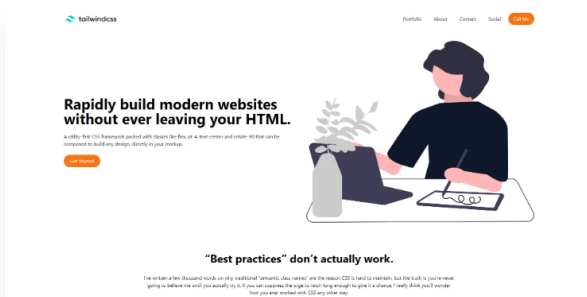 tailwindcss
Portfolio About Contact Social Call Me
Rapidly build modern websites
without ever leaving your HTML.
A utility-first CSS framework packed with classes like flex, pt-4, text-center and rotate-90 that can be
composed to build any design, directly in your markup.
Get Started
“Best practices” don’t actually work.
I've written a few thousand words on why traditional "semantic class names" are the reason CSS is hard to maintain, but the truth is you're never
going to believe me until you actually try it. If you can suppress the urge to retch long enough to give it a chance, I really think you'll wonder
how you ever worked with CSS any other way.